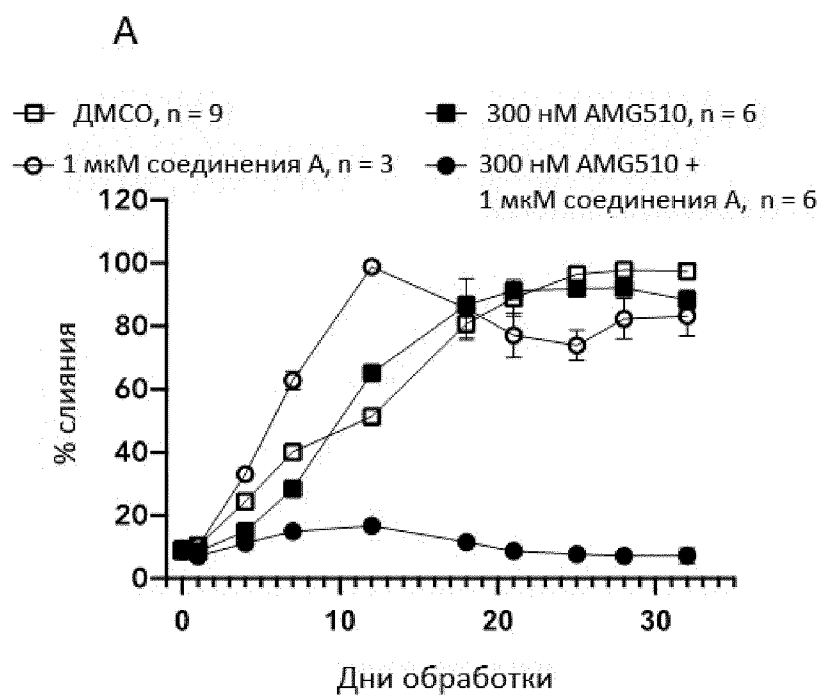 A
ДМСО, n = 9
300 нМ AMG510, n = 6
1 мкМ соединения А, n = 3
300 нМ AMG510 +
1 мкМ соединения А, n = 6
120
100
80
60
40
20
0
% слияния
0 10 20 30
Дни обработки